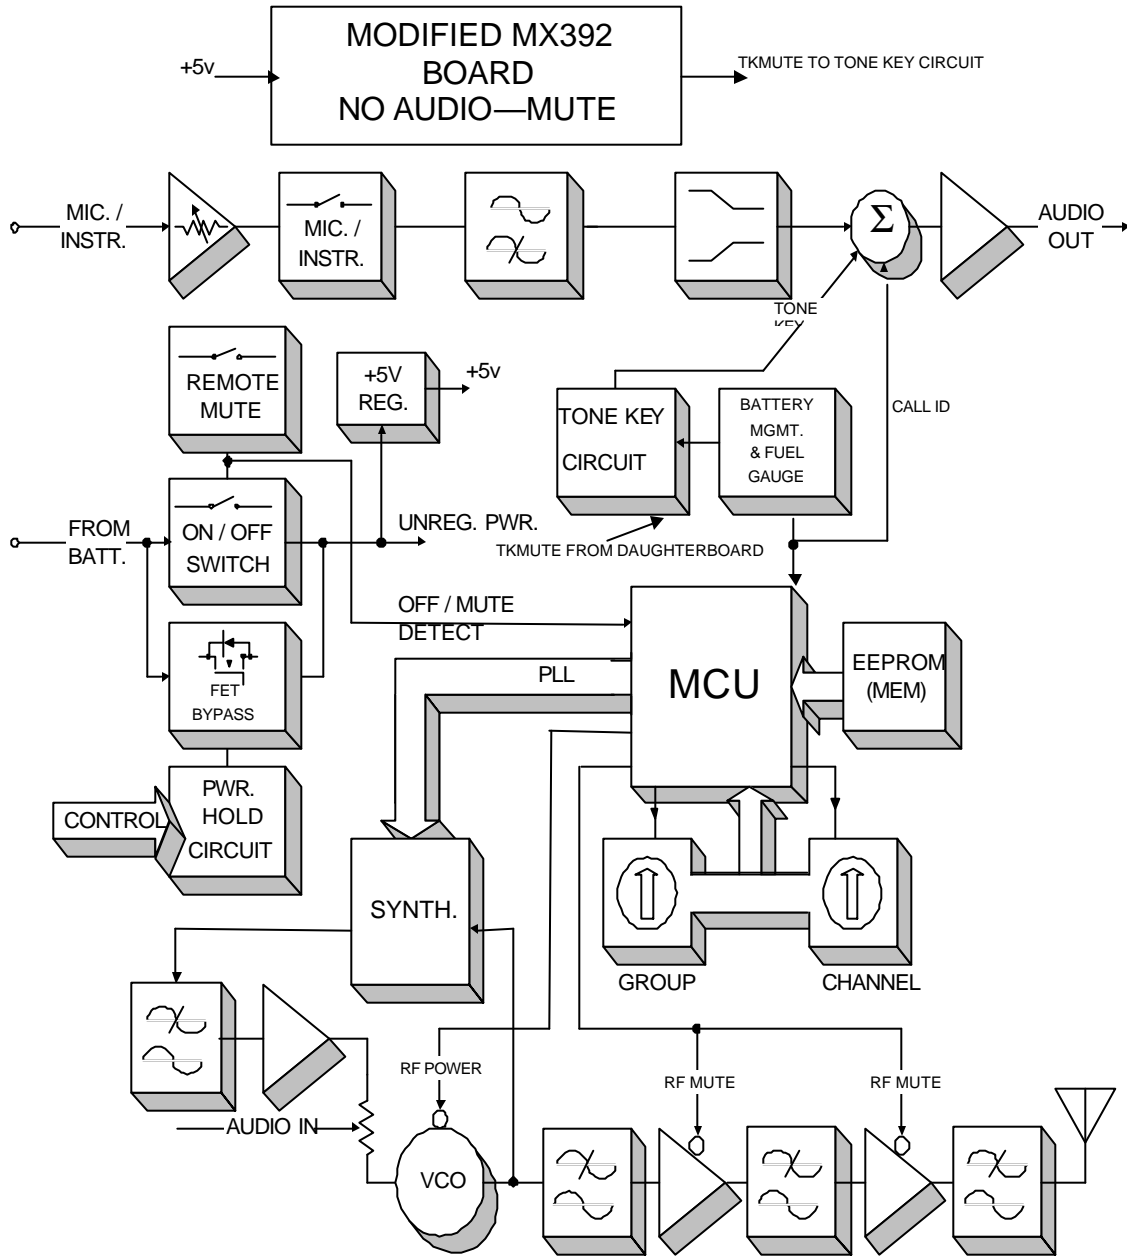 MODIFIED MX392
BOARD
NO AUDIO—MUTE
+5v
TKMUTE TO TONE KEY CIRCUIT
MIC. /
INSTR.
MIC. /
INSTR.
Σ
AUDIO
OUT
TONE
KEY
REMOTE
MUTE
+5V
REG.
+5v
TONE KEY
CIRCUIT
BATTERY
MGMT.
& FUEL
GAUGE
CALL ID
FROM
BATT.
ON / OFF
SWITCH
UNREG. PWR.
TKMUTE FROM DAUGHTERBOARD
OFF / MUTE
DETECT
FET
BYPASS
PLL
MCU
EEPROM
(MEM)
CONTROL
PWR.
HOLD
CIRCUIT
SYNTH.
GROUP
CHANNEL
RF POWER
RF MUTE
RF MUTE
AUDIO IN
VCO